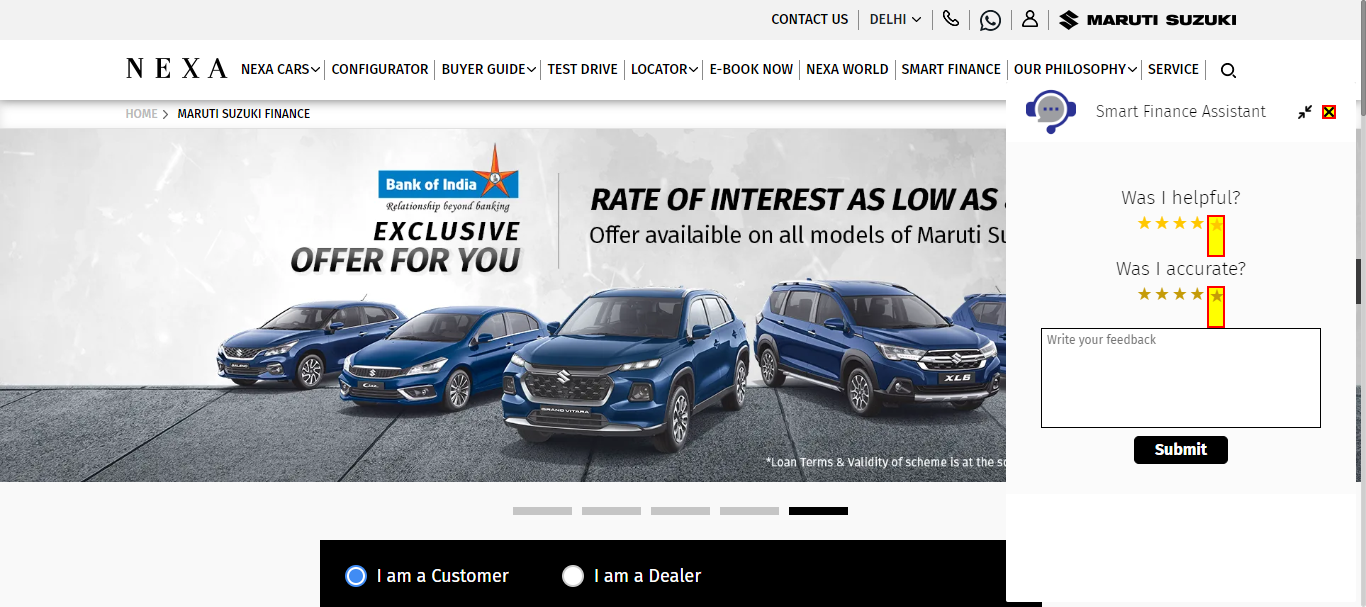 CONTACT US DELHI MARUTI SUZUKI
NEXA NEXA CARS CONFIGURATOR BUYER GUIDE TEST DRIVE LOCATOR E-BOOK NOW NEXA WORLD SMART FINANCE OUR PHILOSOPHY SERVICE
HOME MARUTI SUZUKI FINANCE
Smart Finance Assistant
Bank of India
Relationship beyond banking
EXCLUSIVE
OFFER FOR YOU
RATE OF INTEREST AS LOW AS
Offer availaible on all models of Maruti Su
GRAND VITARA
XL6
*Loan Terms & Validity of scheme is at the
Was I helpful?
Was I accurate?
Write your feedback
Submit
I am a Customer I am a Dealer